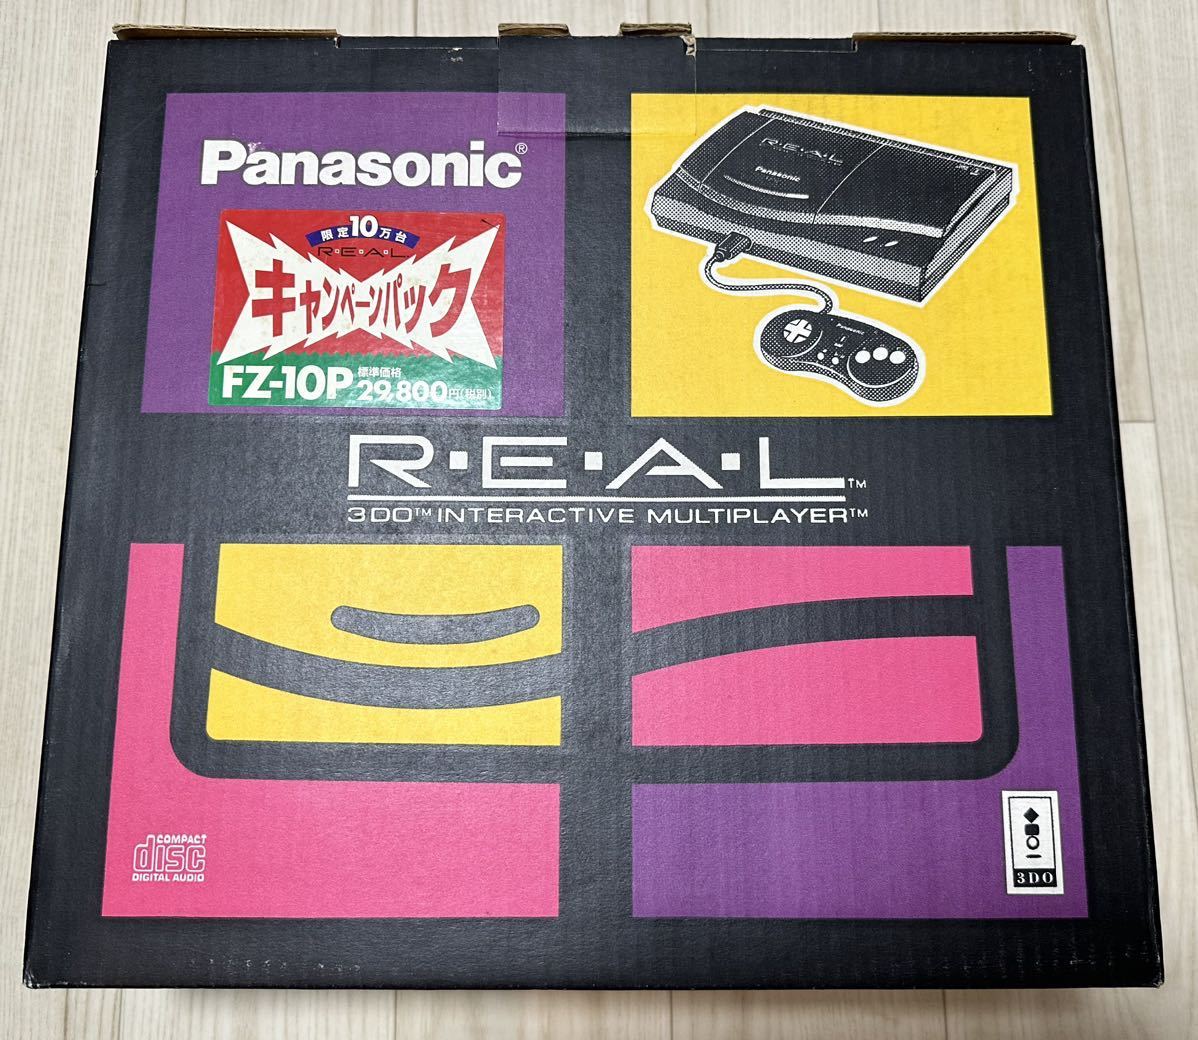 Panasonic®
限定10万台
R・E・A・L
キャンペーンパック
FZ-10P 標準価格 29,800円(税別)
R・E・A・L
Panasonic
Panasonic
R・E・A・L™
3DO™ INTERACTIVE MULTIPLAYER™
COMPACT
disc
DIGITAL AUDIO
3DO